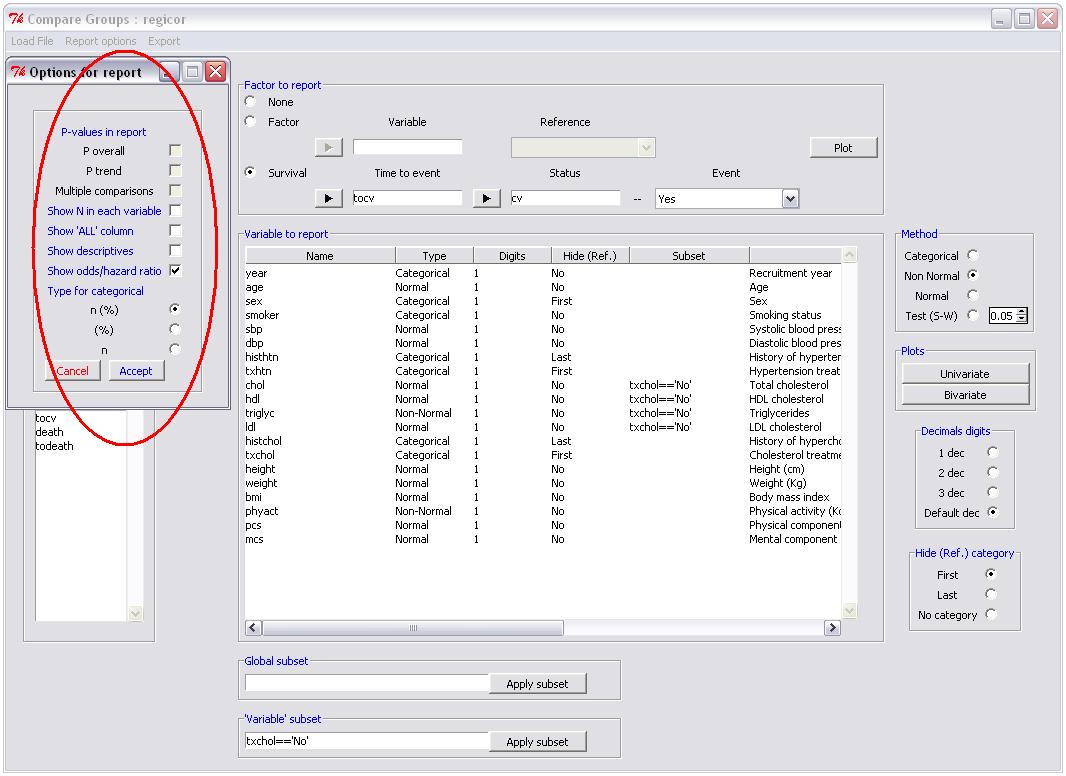 Compare Groups : regicor
Load File Report options Export
Options for report
P-values in report
P overall
P trend
Multiple comparisons
Show N in each variable
Show 'ALL' column
Show descriptives
Show odds/hazard ratio
Type for categorical
n (%)
(%)
n
Cancel Accept
tocv
death
todeath
Factor to report
None
Factor Variable Reference
Plot
Survival Time to event Status Event
tocv cv -- Yes
Variable to report
Name Type Digits Hide (Ref.) Subset
year Categorical 1 No Recruitment year
age Normal 1 No Age
sex Categorical 1 First Sex
smoker Categorical 1 No Smoking status
sbp Normal 1 No Systolic blood press
dbp Normal 1 No Diastolic blood press
histhtn Categorical 1 Last History of hyperten
txhtn Categorical 1 First Hypertension treat
chol Normal 1 No txchol=='No' Total cholesterol
hdl Normal 1 No txchol=='No' HDL cholesterol
triglyc Non-Normal 1 No txchol=='No' Triglycerides
ldl Normal 1 No txchol=='No' LDL cholesterol
histchol Categorical 1 Last History of hypercho
txchol Categorical 1 First Cholesterol treatme
height Normal 1 No Height (cm)
weight Normal 1 No Weight (Kg)
bmi Normal 1 No Body mass index
phyact Non-Normal 1 No Physical activity (Kc
pcs Normal 1 No Physical component
mcs Normal 1 No Mental component
Global subset
Apply subset
'Variable' subset
txchol=='No' Apply subset
Method
Categorical
Non Normal
Normal
Test (S-W) 0.05
Plots
Univariate
Bivariate
Decimals digits
1 dec
2 dec
3 dec
Default dec
Hide (Ref.) category
First
Last
No category